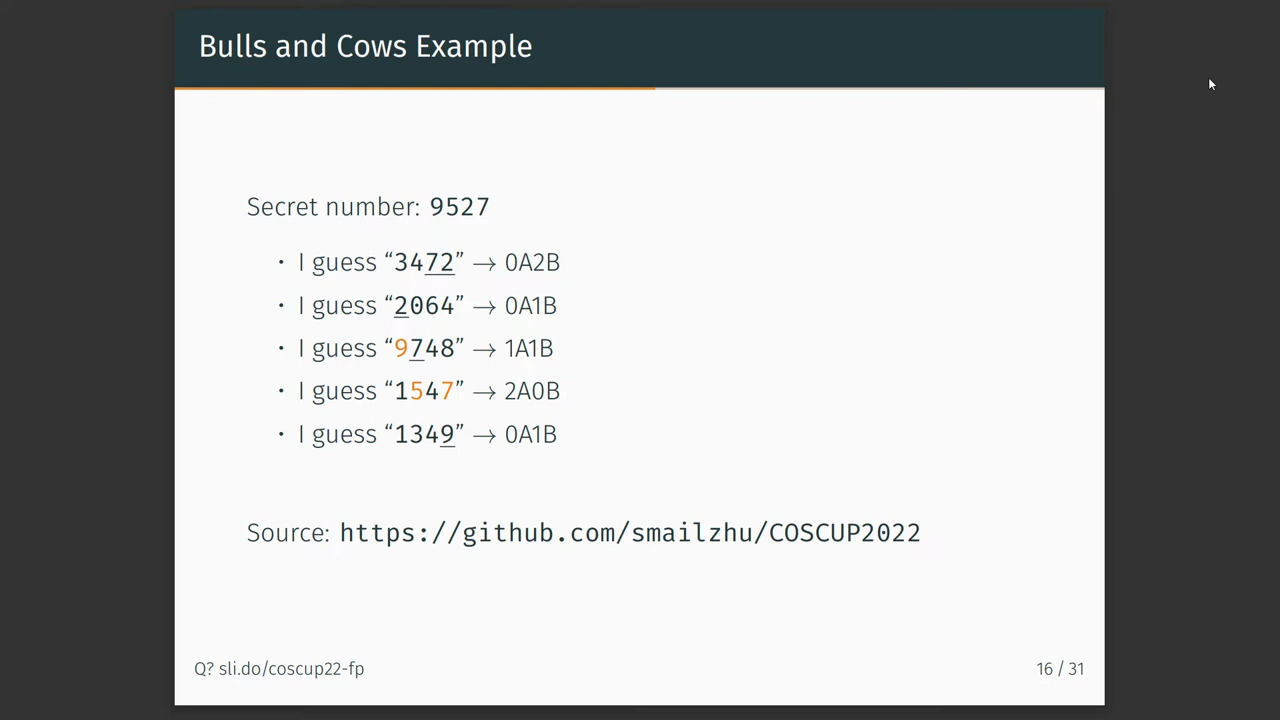 Bulls and Cows Example
Secret number: 9527
• I guess “3472” → 0A2B
• I guess “2064” → 0A1B
• I guess “9748” → 1A1B
• I guess “1547” → 2A0B
• I guess “1349” → 0A1B
Source: https://github.com/smailzhu/COSCUP2022
Q? sli.do/coscup22-fp
16 / 31